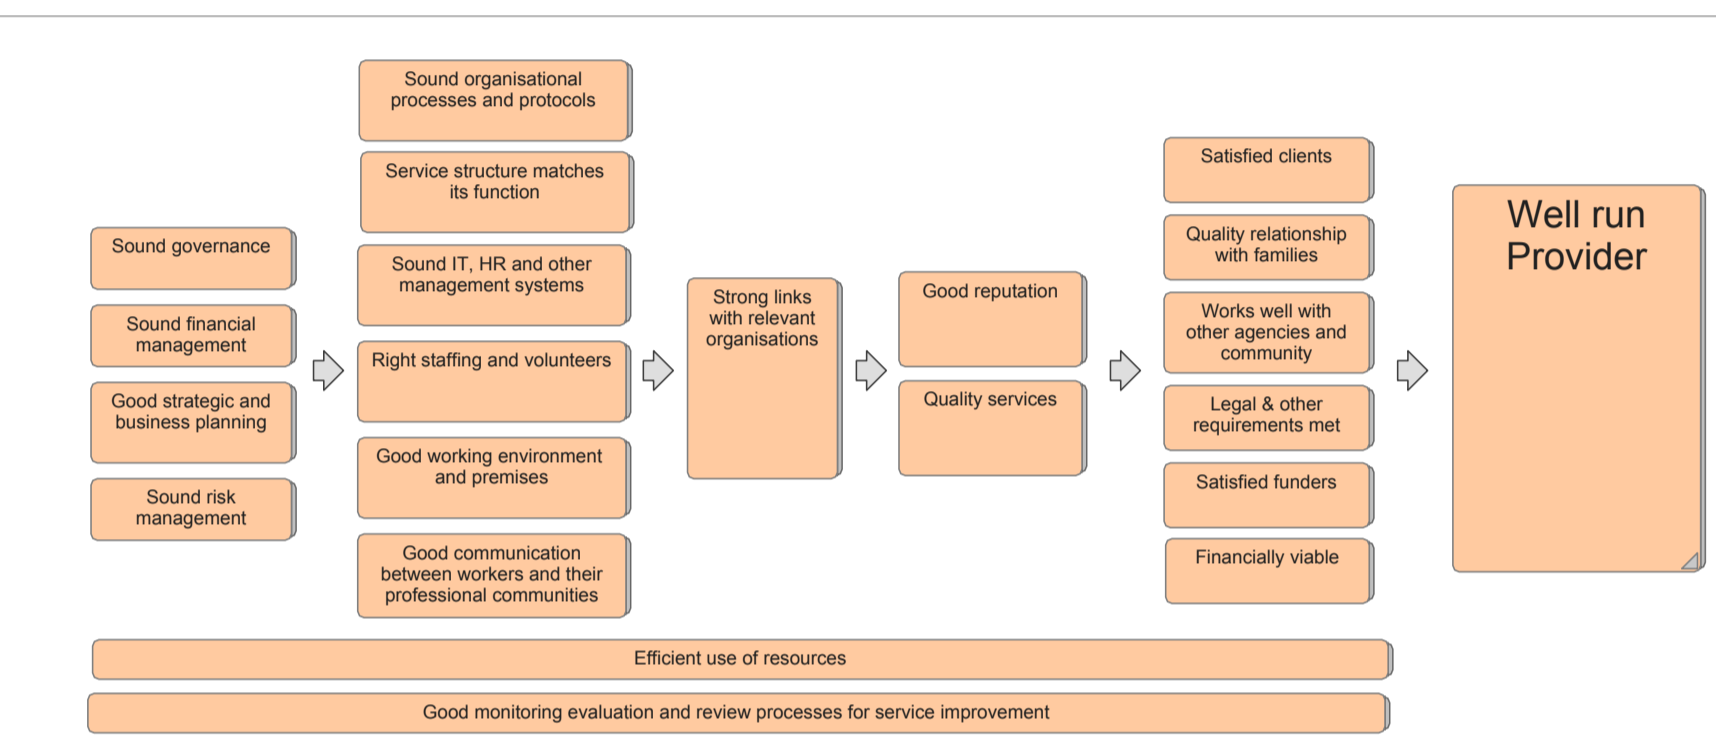 Sound governance
Sound financial
management
Good strategic and
business planning
Sound risk
management
Sound organisational
processes and protocols
Service structure matches
its function
Sound IT, HR and other
management systems
Right staffing and volunteers
Good working environment
and premises
Good communication
between workers and their
professional communities
Strong links
with relevant
organisations
Good reputation
Quality services
Satisfied clients
Quality relationship
with families
Works well with
other agencies and
community
Legal & other
requirements met
Satisfied funders
Financially viable
Well run
Provider
Efficient use of resources
Good monitoring evaluation and review processes for service improvement